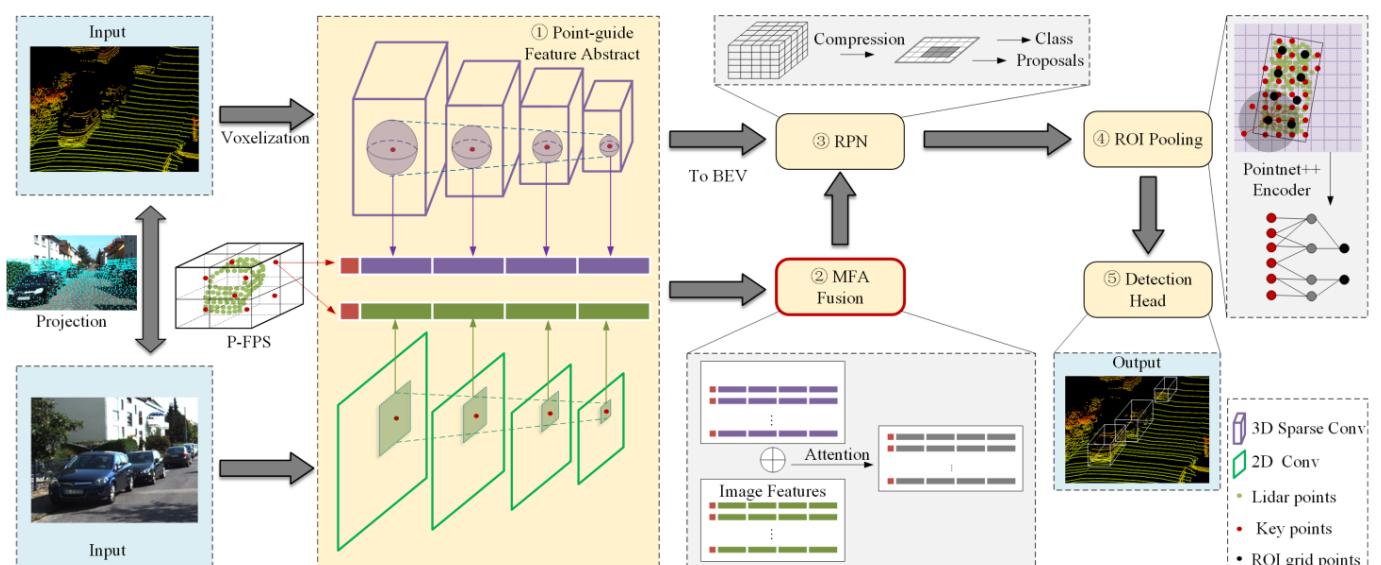 Input
Voxelization
Projection
P-FPS
Input
① Point-guide
Feature Abstract
To BEV
Compression
Class
Proposals
③ RPN
② MFA
Fusion
Attention
Image Features
④ ROI Pooling
⑤ Detection
Head
Output
Pointnet++
Encoder
3D Sparse Conv
2D Conv
Lidar points
Key points
ROI grid points